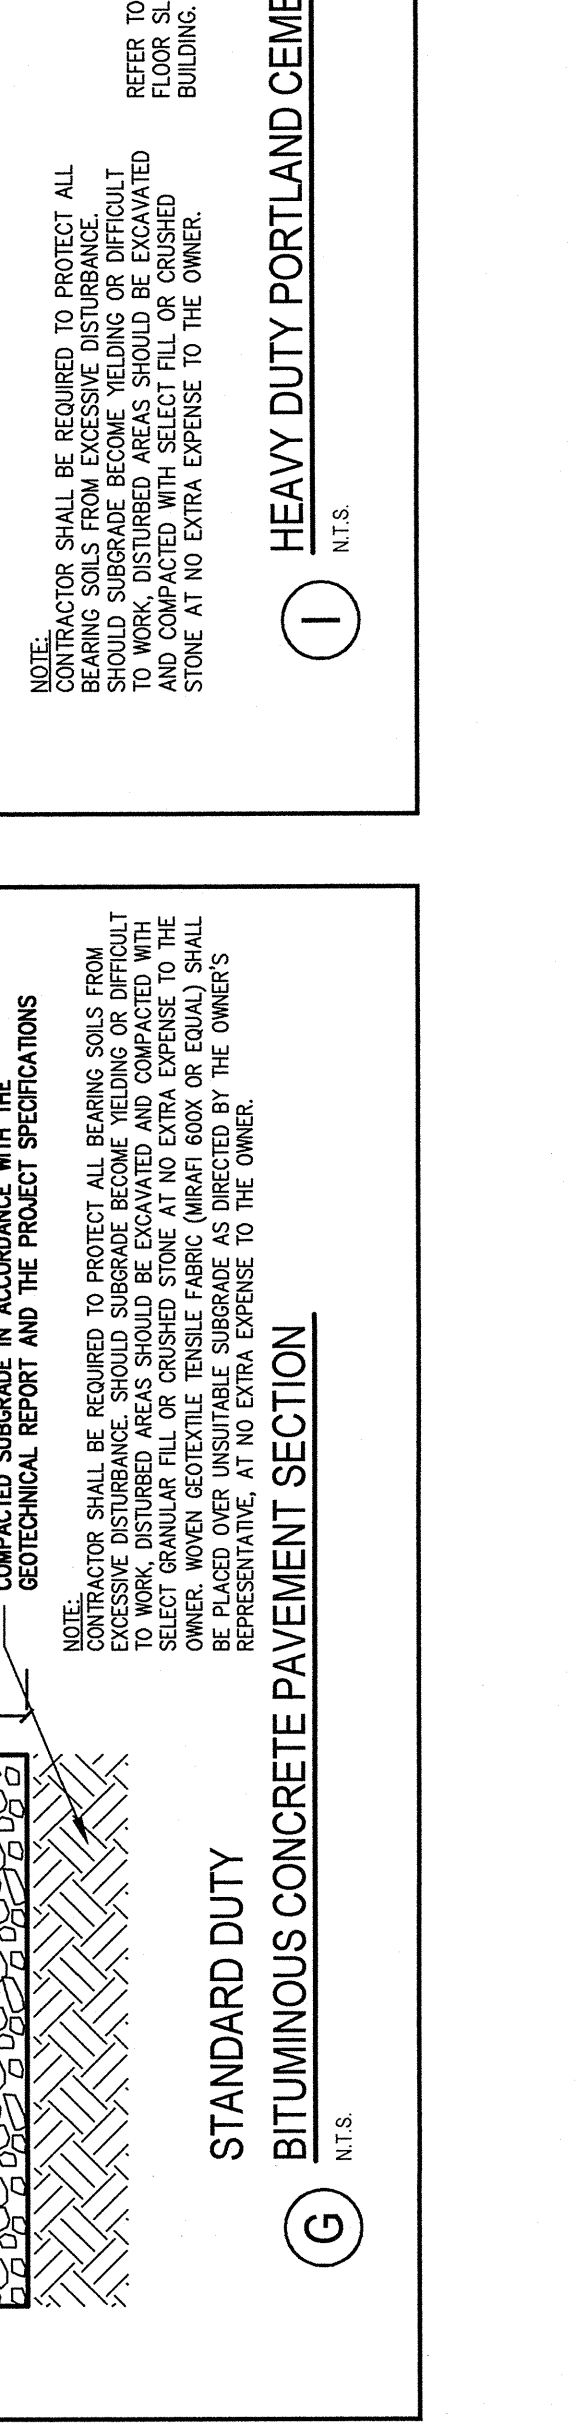 COMPACTED SUBGRADE IN ACCORDANCE WITH THE
GEOTECHNICAL REPORT AND THE PROJECT SPECIFICATIONS
NOTE:
CONTRACTOR SHALL BE REQUIRED TO PROTECT ALL BEARING SOILS FROM
EXCESSIVE DISTURBANCE. SHOULD SUBGRADE BECOME YIELDING OR DIFFICULT
TO WORK, DISTURBED AREAS SHOULD BE EXCAVATED AND COMPACTED WITH
SELECT GRANULAR FILL OR CRUSHED STONE AT NO EXTRA EXPENSE TO THE
OWNER. WOVEN GEOTEXTILE TENSILE FABRIC (MIRAFI 600X OR EQUAL) SHALL
BE PLACED OVER UNSUITABLE SUBGRADE AS DIRECTED BY THE OWNER'S
REPRESENTATIVE, AT NO EXTRA EXPENSE TO THE OWNER.
STANDARD DUTY
G BITUMINOUS CONCRETE PAVEMENT SECTION
N.T.S.
NOTE:
CONTRACTOR SHALL BE REQUIRED TO PROTECT ALL
BEARING SOILS FROM EXCESSIVE DISTURBANCE.
SHOULD SUBGRADE BECOME YIELDING OR DIFFICULT
TO WORK, DISTURBED AREAS SHOULD BE EXCAVATED
AND COMPACTED WITH SELECT FILL OR CRUSHED
STONE AT NO EXTRA EXPENSE TO THE OWNER.
REFER TO
FLOOR SL
BUILDING.
I HEAVY DUTY PORTLAND CEME
N.T.S.